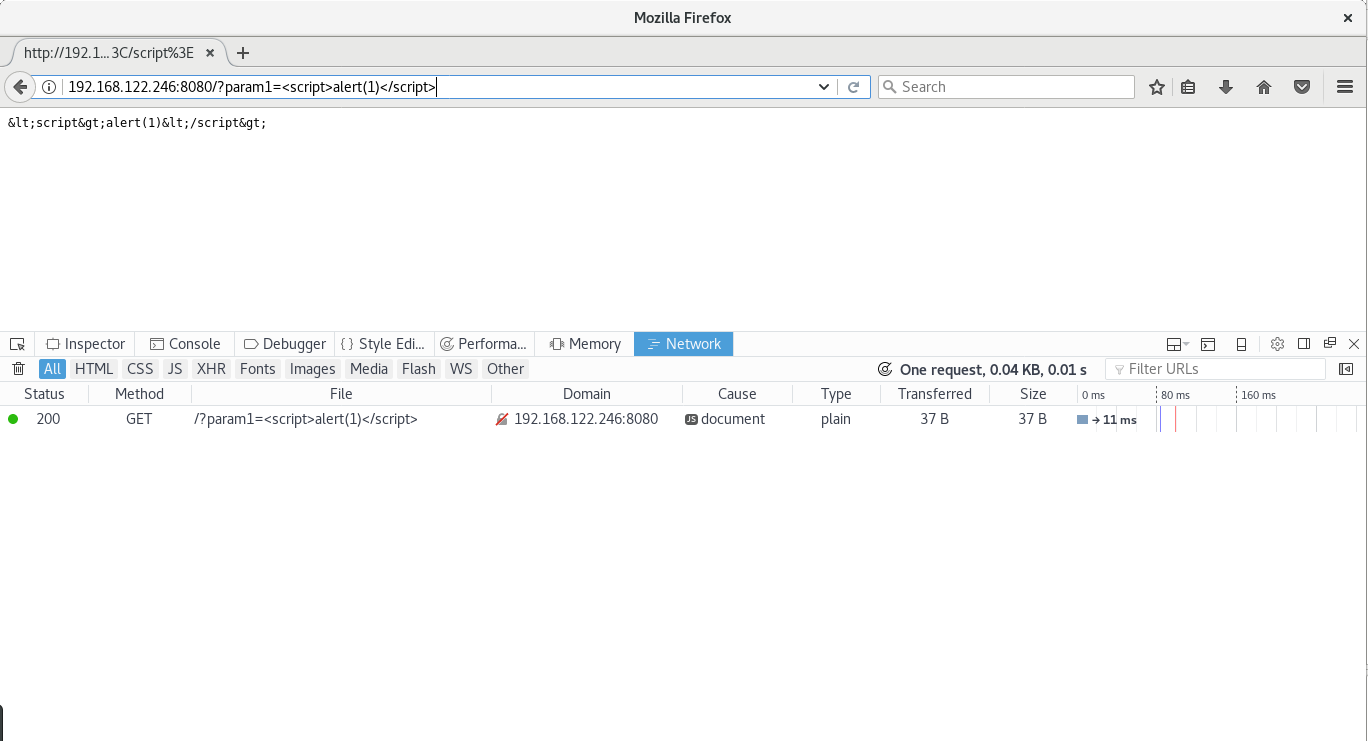 Mozilla Firefox
http://192.1...3C/script%3E
192.168.122.246:8080/?param1=<script>alert(1)</script>
Search
&lt;script&gt;alert(1)&lt;/script&gt;
Inspector Console Debugger { } Style Edi... Performa... Memory Network
All HTML CSS JS XHR Fonts Images Media Flash WS Other One request, 0.04 KB, 0.01 s Filter URLs
Status Method File Domain Cause Type Transferred Size 0 ms 80 ms 160 ms
200 GET /?param1=<script>alert(1)</script> 192.168.122.246:8080 JS document plain 37 B 37 B → 11 ms